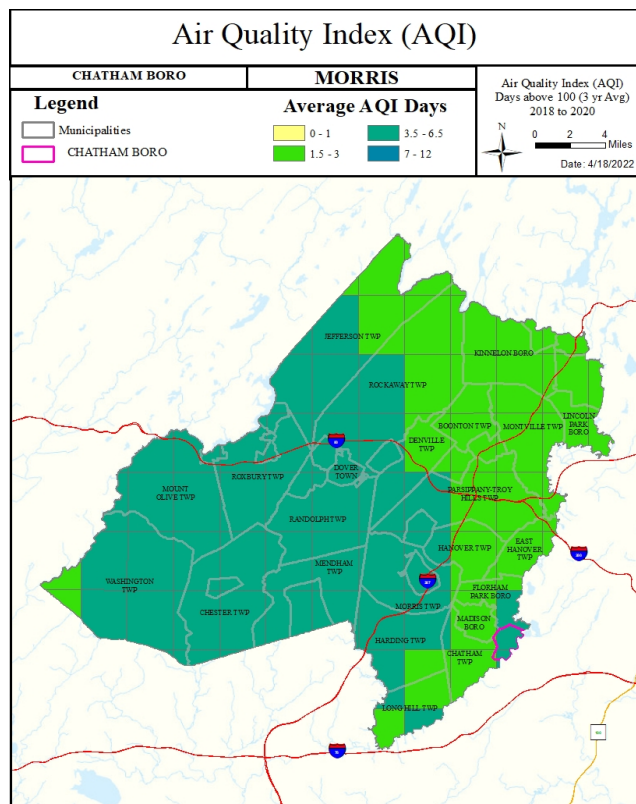 Air Quality Index (AQI)
CHATHAM BORO
MORRIS
Air Quality Index (AQI)
Days above 100 (3 yr Avg)
2018 to 2020
N
0 2 4
Miles
Date: 4/18/2022
Legend
Municipalities
CHATHAM BORO
Average AQI Days
0 - 1
3.5 - 6.5
1.5 - 3
7 - 12
JEFFERSON TWP
KINNELON BORO
ROCKAWAY TWP
LINCOLN
PARK
BORO
BOONTON TWP
MONTVILLE TWP
DENVILLE
TWP
DOVER
TOWN
ROXBURY TWP
MOUNT
OLIVE TWP
PARSIPPANY-TROY
HILLS TWP
RANDOLPH TWP
HANOVER TWP
EAST
HANOVER
TWP
MENDHAM
TWP
WASHINGTON
TWP
FLORHAM
PARK BORO
CHESTER TWP
MORRIS TWP
MADISON
BORO
HARDING TWP
CHATHAM
TWP
LONG HILL TWP